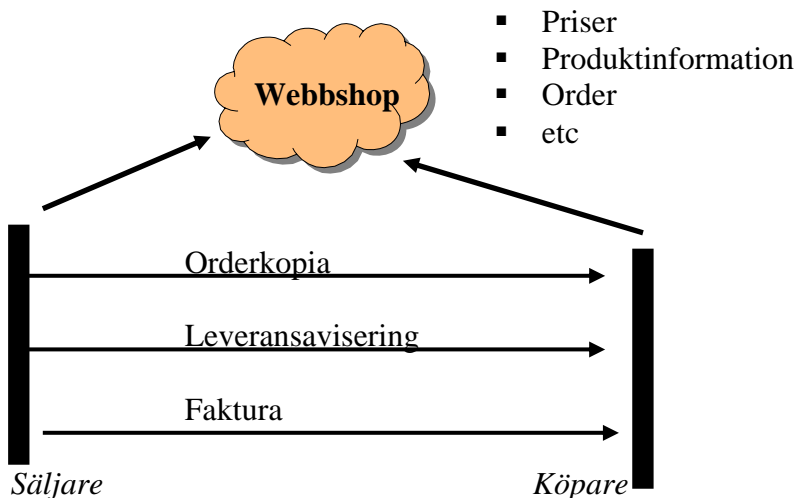 Webbshop
▪ Priser
▪ Produktinformation
▪ Order
▪ etc
Orderkopia
Leveransavisering
Faktura
Säljare
Köpare